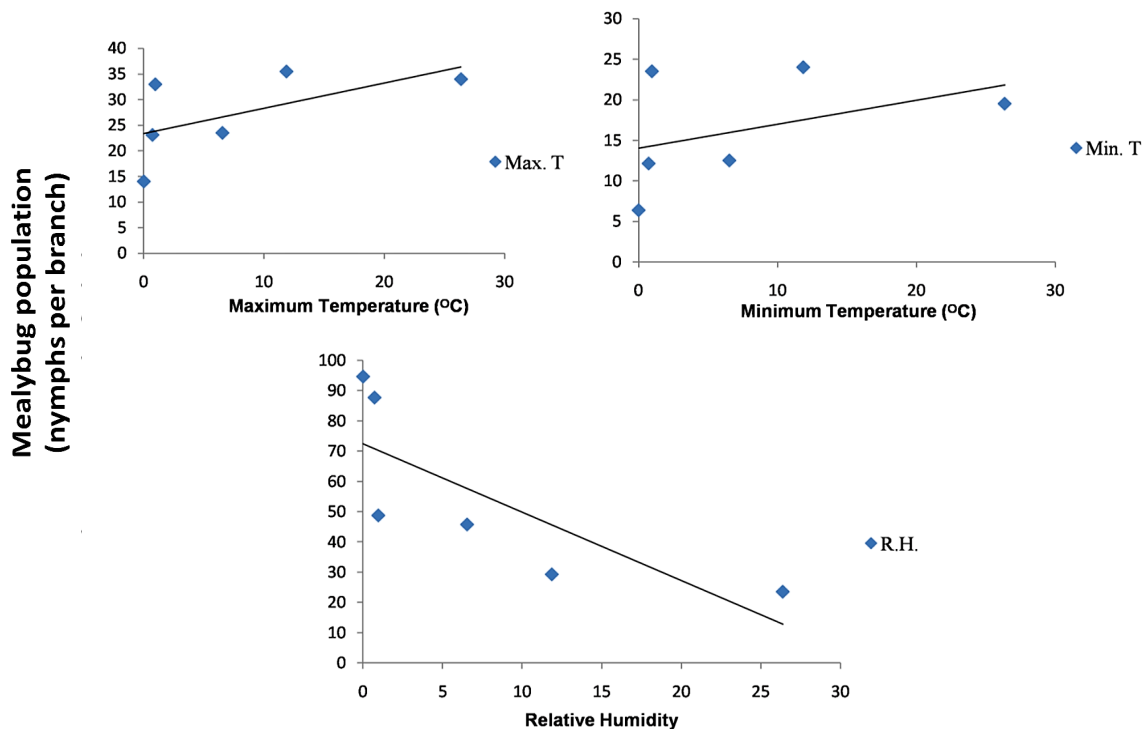 Mealybug population
(nymphs per branch)
40
35
30
25
20
15
10
5
0
0 10 20 30
Maximum Temperature (ᴼC)
Max. T
30
25
20
15
10
5
0
0 10 20 30
Minimum Temperature (ᴼC)
Min. T
100
90
80
70
60
50
40
30
20
10
0
0 5 10 15 20 25 30
Relative Humidity
R.H.